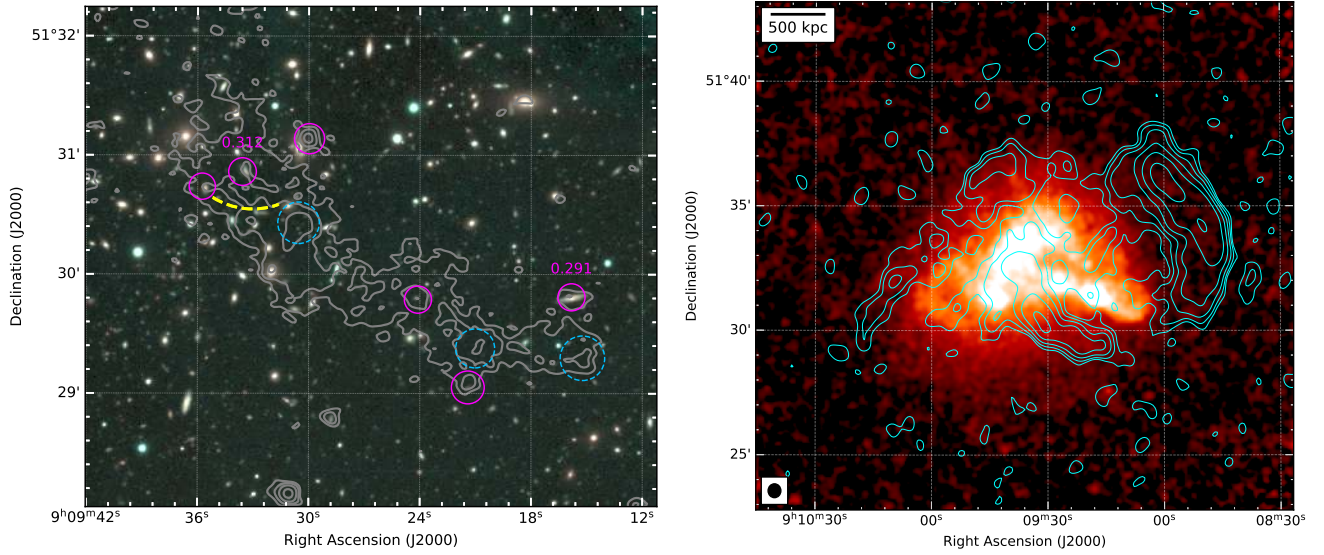 51°32'
31'
30'
29'
Declination (J2000)
0.312
0.291
9ʰ09ᵐ42ˢ
36ˢ
30ˢ
24ˢ
18ˢ
12ˢ
Right Ascension (J2000)
500 kpc
51°40'
35'
30'
25'
Declination (J2000)
9ʰ10ᵐ30ˢ
00ˢ
09ᵐ30ˢ
00ˢ
08ᵐ30ˢ
Right Ascension (J2000)